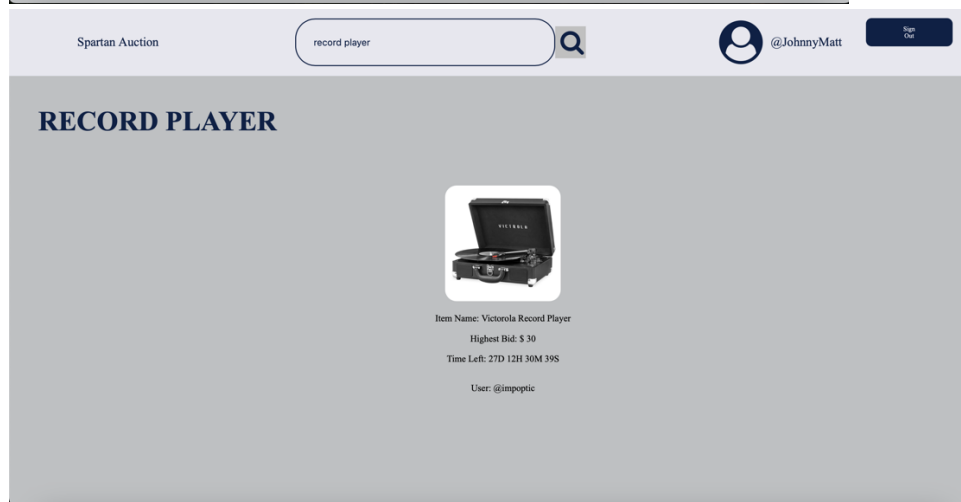 Spartan Auction
record player
@JohnnyMatt
Sign
Out
RECORD PLAYER
VICTROLA
Item Name: Victorola Record Player
Highest Bid: $ 30
Time Left: 27D 12H 30M 39S
User: @impoptic